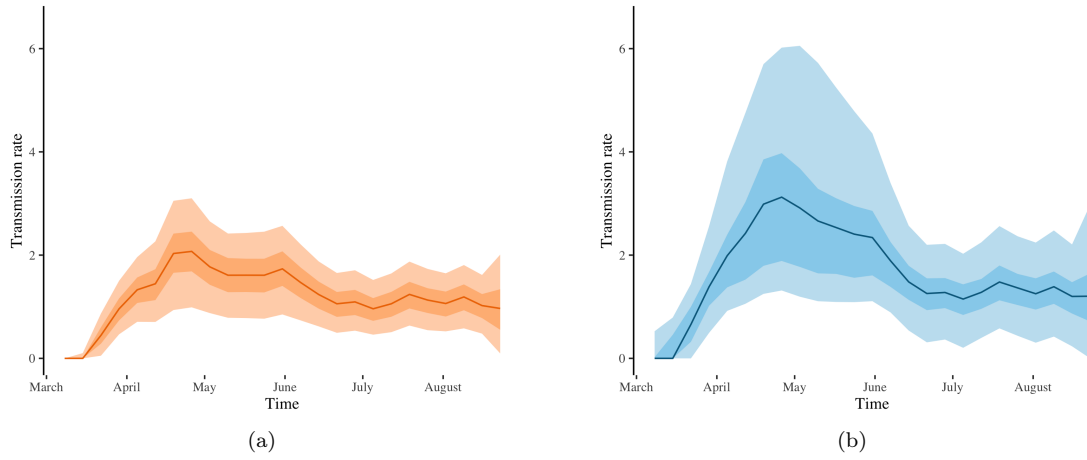 6
4
2
0
Transmission rate
March
April
May
June
July
August
Time
(a)
6
4
2
0
Transmission rate
March
April
May
June
July
August
Time
(b)